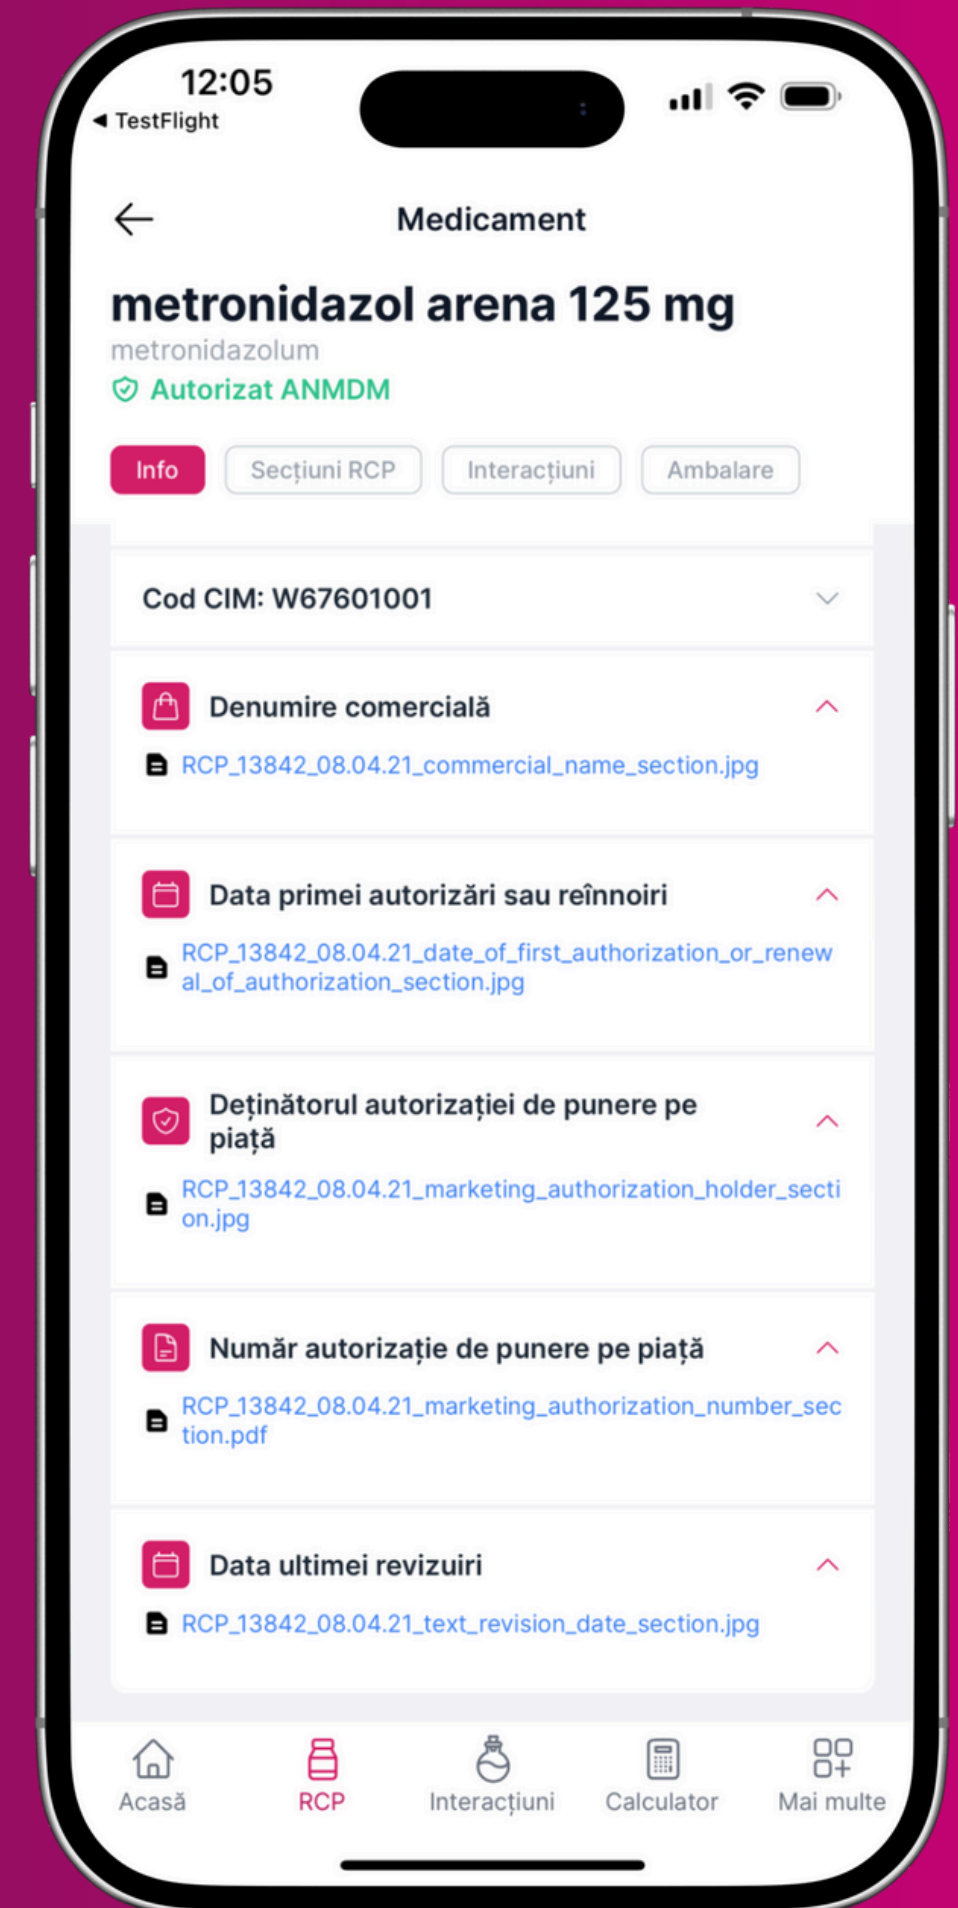 12:05
◀ TestFlight
Medicament
metronidazol arena 125 mg
metronidazolum
Autorizat ANMDM
Info
Secțiuni RCP
Interacțiuni
Ambalare
Cod CIM: W67601001
Denumire comercială
RCP_13842_08.04.21_commercial_name_section.jpg
Data primei autorizări sau reînnoiri
RCP_13842_08.04.21_date_of_first_authorization_or_renew
al_of_authorization_section.jpg
Deținătorul autorizației de punere pe
piață
RCP_13842_08.04.21_marketing_authorization_holder_secti
on.jpg
Număr autorizație de punere pe piață
RCP_13842_08.04.21_marketing_authorization_number_sec
tion.pdf
Data ultimei revizuiri
RCP_13842_08.04.21_text_revision_date_section.jpg
Acasă
RCP
Interacțiuni
Calculator
Mai multe